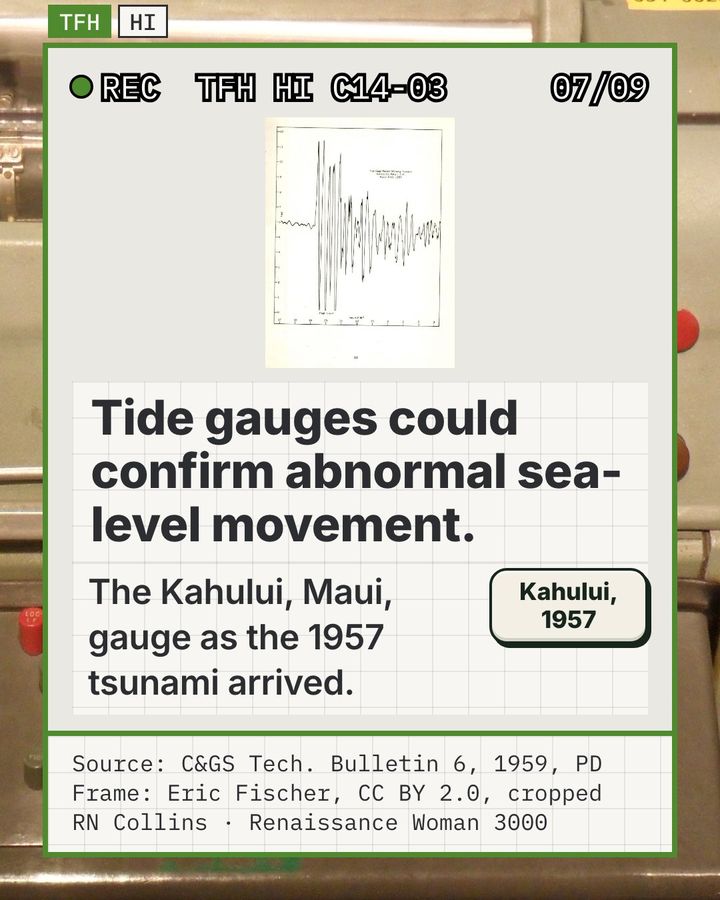 TFH HI
REC TFH HI C14-03 07/09
Tide gauges could
confirm abnormal sea-
level movement.
The Kahului, Maui,
gauge as the 1957
tsunami arrived.
Kahului,
1957
Source: C&GS Tech. Bulletin 6, 1959, PD
Frame: Eric Fischer, CC BY 2.0, cropped
RN Collins · Renaissance Woman 3000